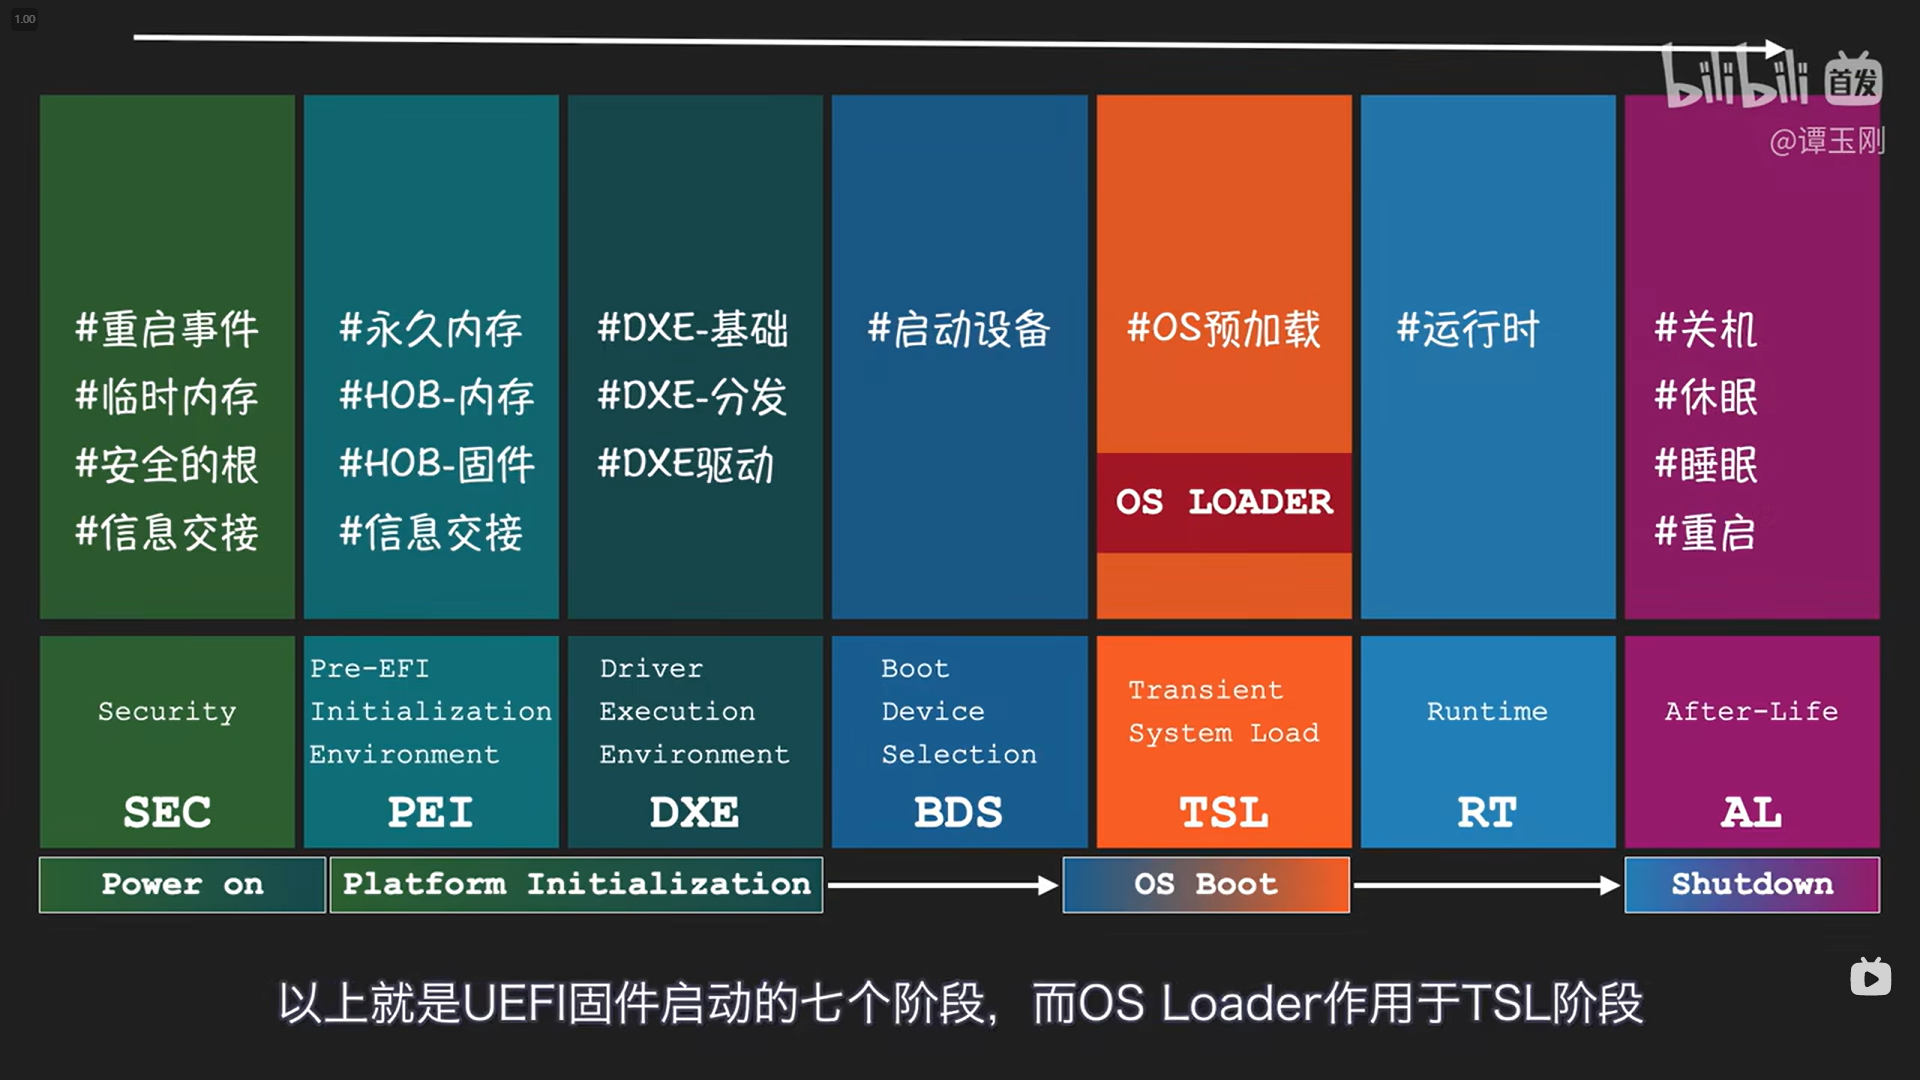 1.00
bilibili 首发
@谭玉刚
#重启事件
#临时内存
#安全的根
#信息交接
#永久内存
#HOB-内存
#HOB-固件
#信息交接
#DXE-基础
#DXE-分发
#DXE驱动
#启动设备
#OS预加载
OS LOADER
#运行时
#关机
#休眠
#睡眠
#重启
Security
SEC
Pre-EFI
Initialization
Environment
PEI
Driver
Execution
Environment
DXE
Boot
Device
Selection
BDS
Transient
System Load
TSL
Runtime
RT
After-Life
AL
Power on
Platform Initialization
OS Boot
Shutdown
以上就是UEFI固件启动的七个阶段，而OS Loader作用于TSL阶段